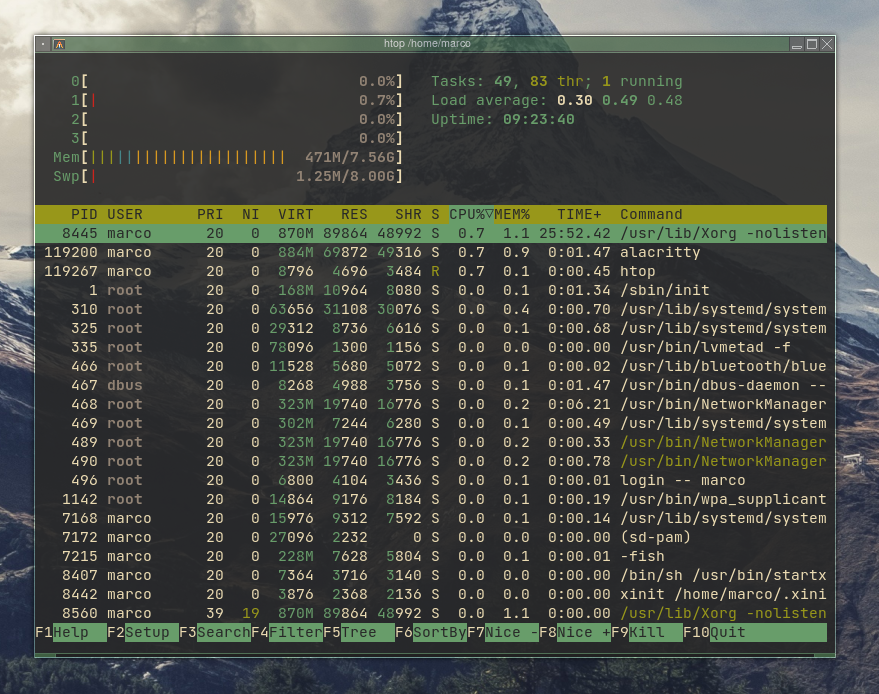 htop /home/marco
0[ 0.0%] Tasks: 49, 83 thr; 1 running
1[| 0.7%] Load average: 0.30 0.49 0.48
2[ 0.0%] Uptime: 09:23:40
3[ 0.0%]
Mem[|||||||||||||||||||||| 471M/7.56G]
Swp[| 1.25M/8.00G]
PID USER PRI NI VIRT RES SHR S CPU%▽MEM% TIME+ Command
8445 marco 20 0 870M 89864 48992 S 0.7 1.1 25:52.42 /usr/lib/Xorg -nolisten
119200 marco 20 0 884M 69872 49316 S 0.7 0.9 0:01.47 alacritty
119267 marco 20 0 8796 4696 3484 R 0.7 0.1 0:00.45 htop
1 root 20 0 168M 10964 8080 S 0.0 0.1 0:01.34 /sbin/init
310 root 20 0 63656 31108 30076 S 0.0 0.4 0:00.70 /usr/lib/systemd/system
325 root 20 0 29312 8736 6616 S 0.0 0.1 0:00.68 /usr/lib/systemd/system
335 root 20 0 78096 1300 1156 S 0.0 0.0 0:00.00 /usr/bin/lvmetad -f
466 root 20 0 11528 5680 5072 S 0.0 0.1 0:00.02 /usr/lib/bluetooth/blue
467 dbus 20 0 8268 4988 3756 S 0.0 0.1 0:01.47 /usr/bin/dbus-daemon --
468 root 20 0 323M 19740 16776 S 0.0 0.2 0:06.21 /usr/bin/NetworkManager
469 root 20 0 302M 7244 6280 S 0.0 0.1 0:00.49 /usr/lib/systemd/system
489 root 20 0 323M 19740 16776 S 0.0 0.2 0:00.33 /usr/bin/NetworkManager
490 root 20 0 323M 19740 16776 S 0.0 0.2 0:00.78 /usr/bin/NetworkManager
496 root 20 0 6800 4104 3436 S 0.0 0.1 0:00.01 login -- marco
1142 root 20 0 14864 9176 8184 S 0.0 0.1 0:00.19 /usr/bin/wpa_supplicant
7168 marco 20 0 15976 9312 7592 S 0.0 0.1 0:00.14 /usr/lib/systemd/system
7172 marco 20 0 27096 2232 0 S 0.0 0.0 0:00.00 (sd-pam)
7215 marco 20 0 228M 7628 5804 S 0.0 0.1 0:00.01 -fish
8407 marco 20 0 7364 3716 3140 S 0.0 0.0 0:00.00 /bin/sh /usr/bin/startx
8442 marco 20 0 3876 2368 2136 S 0.0 0.0 0:00.00 xinit /home/marco/.xini
8560 marco 39 19 870M 89864 48992 S 0.0 1.1 0:00.00 /usr/lib/Xorg -nolisten
F1Help F2Setup F3SearchF4FilterF5Tree F6SortByF7Nice -F8Nice +F9Kill F10Quit